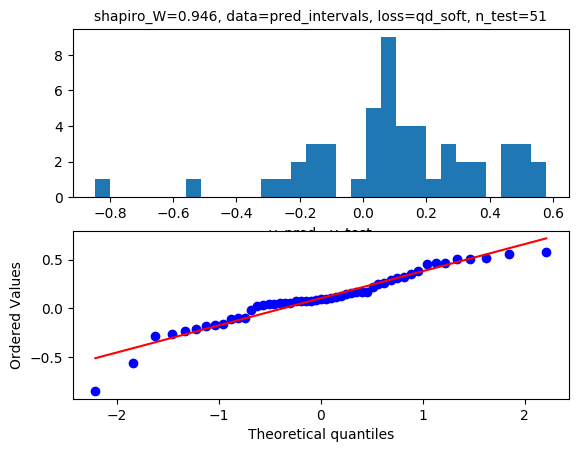 shapiro_W=0.946, data=pred_intervals, loss=qd_soft, n_test=51
8
6
4
2
0
−0.8 −0.6 −0.4 −0.2 0.0 0.2 0.4 0.6
0.5
0.0
−0.5
Ordered Values
−2 −1 0 1 2
Theoretical quantiles